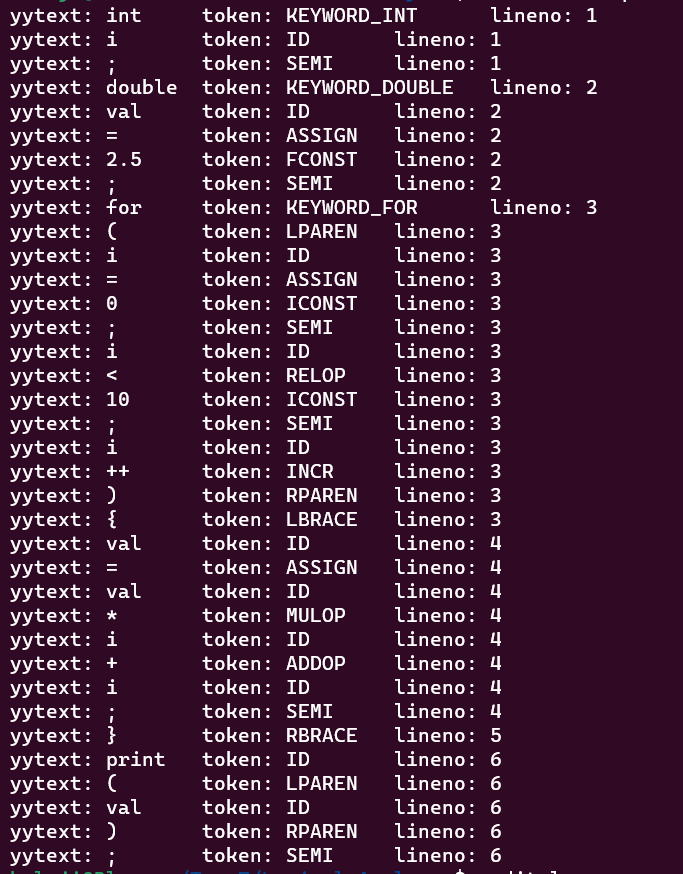 yytext: int token: KEYWORD_INT lineno: 1
yytext: i token: ID lineno: 1
yytext: ; token: SEMI lineno: 1
yytext: double token: KEYWORD_DOUBLE lineno: 2
yytext: val token: ID lineno: 2
yytext: = token: ASSIGN lineno: 2
yytext: 2.5 token: FCONST lineno: 2
yytext: ; token: SEMI lineno: 2
yytext: for token: KEYWORD_FOR lineno: 3
yytext: ( token: LPAREN lineno: 3
yytext: i token: ID lineno: 3
yytext: = token: ASSIGN lineno: 3
yytext: 0 token: ICONST lineno: 3
yytext: ; token: SEMI lineno: 3
yytext: i token: ID lineno: 3
yytext: < token: RELOP lineno: 3
yytext: 10 token: ICONST lineno: 3
yytext: ; token: SEMI lineno: 3
yytext: i token: ID lineno: 3
yytext: ++ token: INCR lineno: 3
yytext: ) token: RPAREN lineno: 3
yytext: { token: LBRACE lineno: 3
yytext: val token: ID lineno: 4
yytext: = token: ASSIGN lineno: 4
yytext: val token: ID lineno: 4
yytext: * token: MULOP lineno: 4
yytext: i token: ID lineno: 4
yytext: + token: ADDOP lineno: 4
yytext: i token: ID lineno: 4
yytext: ; token: SEMI lineno: 4
yytext: } token: RBRACE lineno: 5
yytext: print token: ID lineno: 6
yytext: ( token: LPAREN lineno: 6
yytext: val token: ID lineno: 6
yytext: ) token: RPAREN lineno: 6
yytext: ; token: SEMI lineno: 6